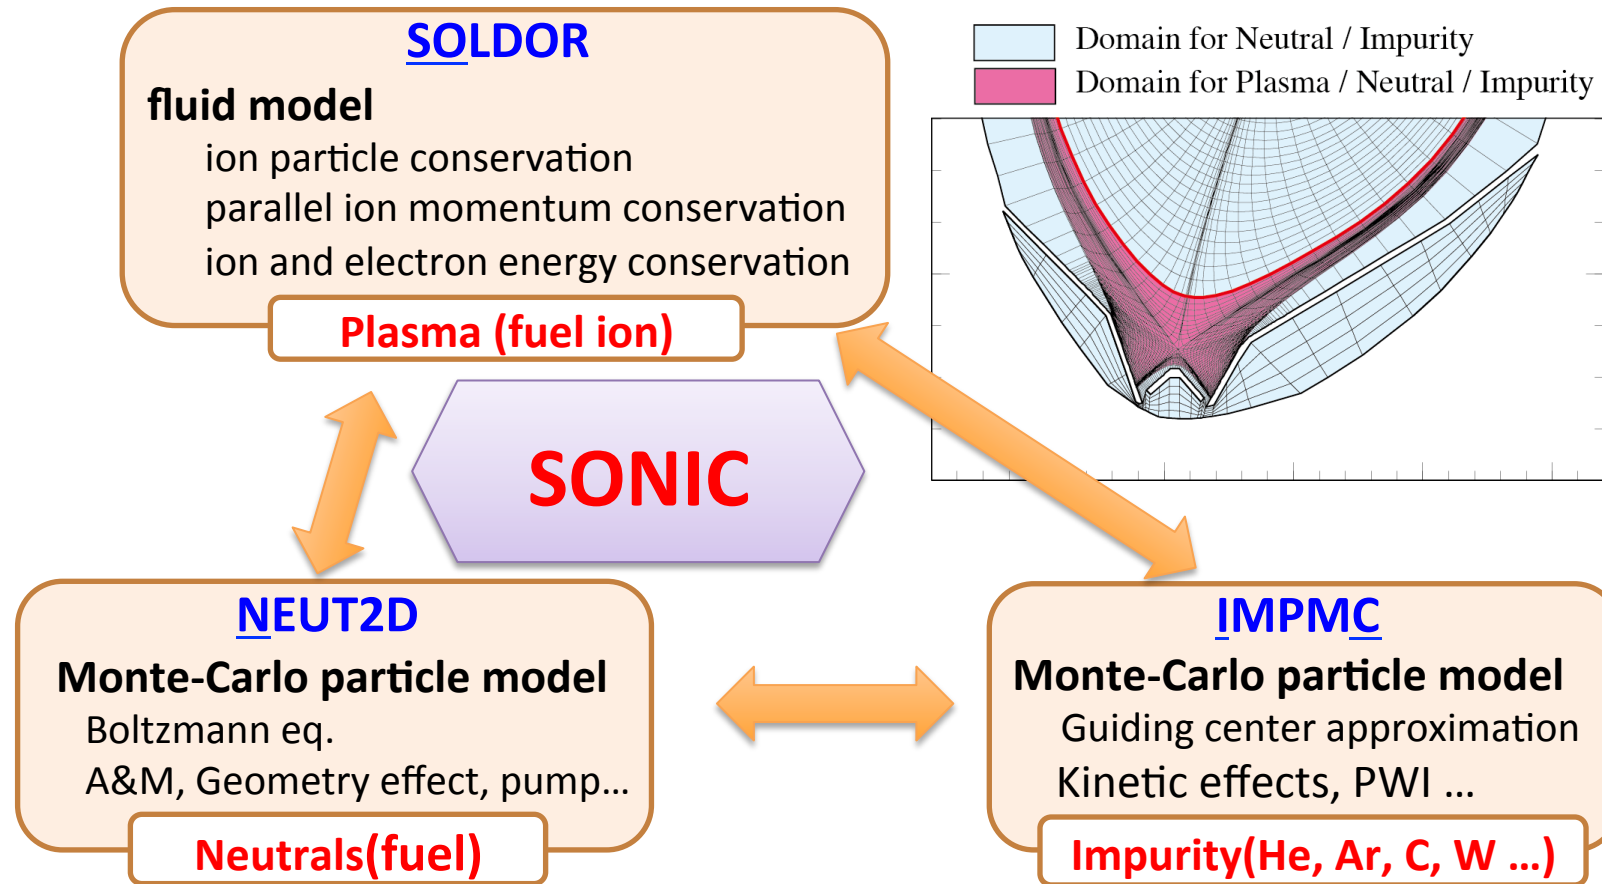 SOLDOR
fluid model
ion particle conservation
parallel ion momentum conservation
ion and electron energy conservation
Plasma (fuel ion)
Domain for Neutral / Impurity
Domain for Plasma / Neutral / Impurity
SONIC
NEUT2D
Monte-Carlo particle model
Boltzmann eq.
A&M, Geometry effect, pump…
Neutrals(fuel)
IMPMC
Monte-Carlo particle model
Guiding center approximation
Kinetic effects, PWI …
Impurity(He, Ar, C, W …)